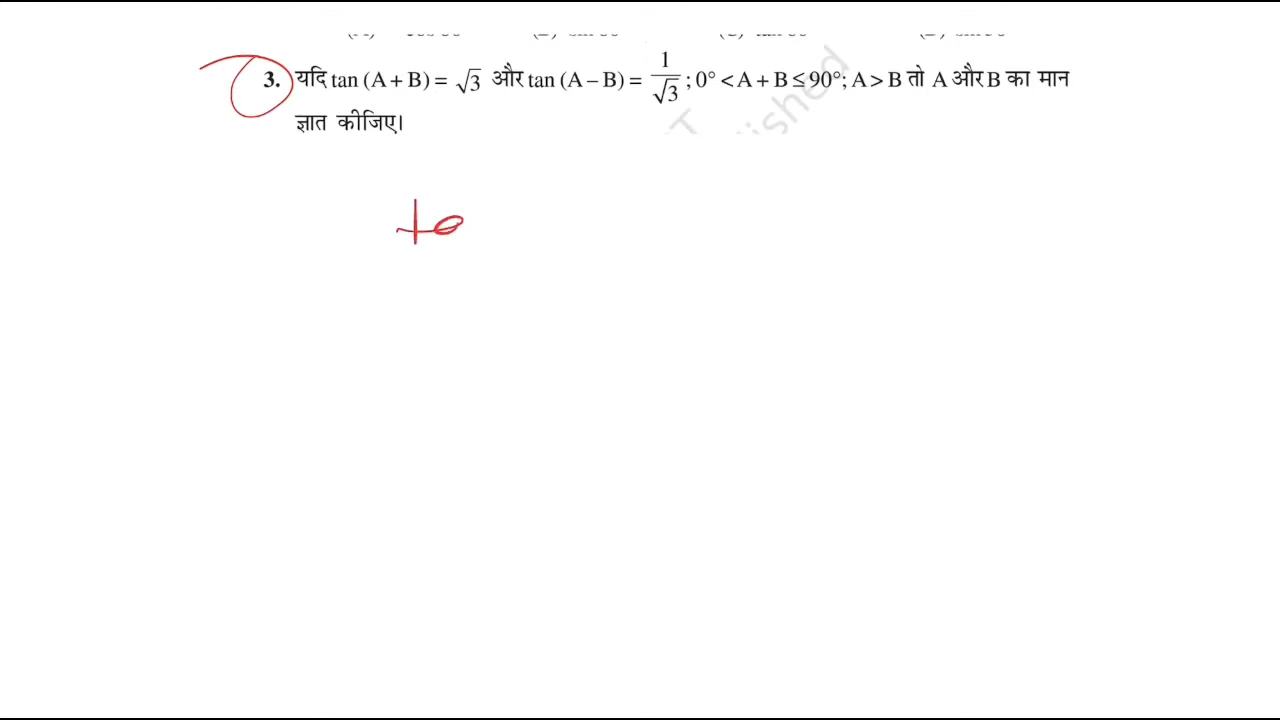 3. यदि tan (A + B) = √3 और tan (A – B) = 1/√3 ; 0° < A + B ≤ 90°; A > B तो A और B का मान
ज्ञात कीजिए।